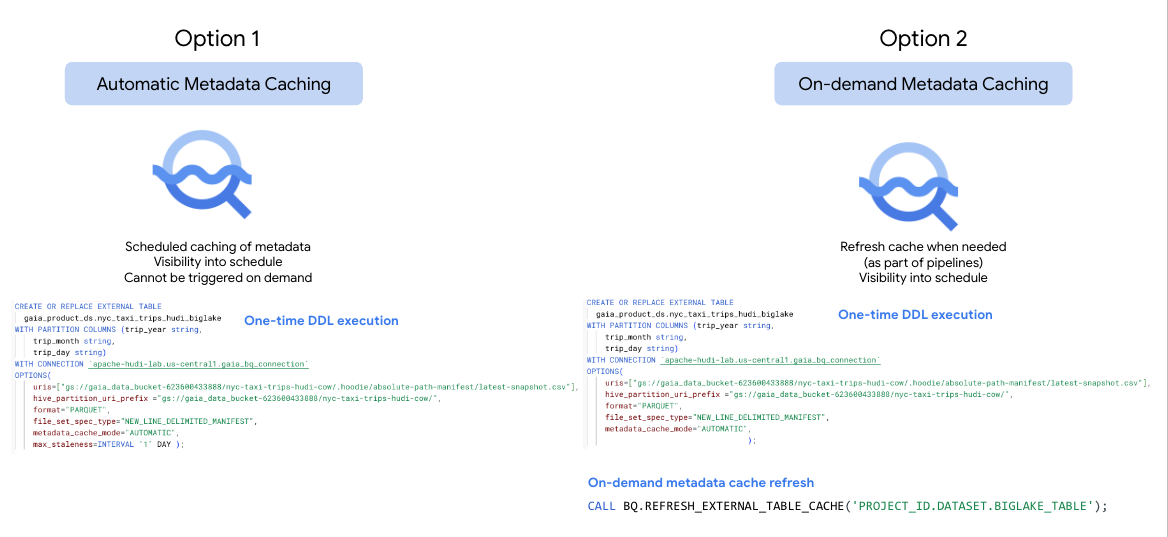 Option 1
Automatic Metadata Caching
Scheduled caching of metadata
Visibility into schedule
Cannot be triggered on demand
CREATE OR REPLACE EXTERNAL TABLE
gaia_product_ds.nyc_taxi_trips_hudi_biglake
WITH PARTITION COLUMNS (trip_year string,
trip_month string,
trip_day string)
WITH CONNECTION `apache-hudi-lab.us-central1.gaia_bq_connection`
OPTIONS(
uris=["gs://gaia_data_bucket-623600433888/nyc-taxi-trips-hudi-cow/.hoodie/absolute-path-manifest/latest-snapshot.csv"],
hive_partition_uri_prefix ="gs://gaia_data_bucket-623600433888/nyc-taxi-trips-hudi-cow/",
format="PARQUET",
file_set_spec_type="NEW_LINE_DELIMITED_MANIFEST",
metadata_cache_mode="AUTOMATIC",
max_staleness=INTERVAL '1' DAY );
One-time DDL execution
Option 2
On-demand Metadata Caching
Refresh cache when needed
(as part of pipelines)
Visibility into schedule
CREATE OR REPLACE EXTERNAL TABLE
gaia_product_ds.nyc_taxi_trips_hudi_biglake
WITH PARTITION COLUMNS (trip_year string,
trip_month string,
trip_day string)
WITH CONNECTION `apache-hudi-lab.us-central1.gaia_bq_connection`
OPTIONS(
uris=["gs://gaia_data_bucket-623600433888/nyc-taxi-trips-hudi-cow/.hoodie/absolute-path-manifest/latest-snapshot.csv"],
hive_partition_uri_prefix ="gs://gaia_data_bucket-623600433888/nyc-taxi-trips-hudi-cow/",
format="PARQUET",
file_set_spec_type="NEW_LINE_DELIMITED_MANIFEST",
metadata_cache_mode="AUTOMATIC",
);
One-time DDL execution
On-demand metadata cache refresh
CALL BQ.REFRESH_EXTERNAL_TABLE_CACHE('PROJECT_ID.DATASET.BIGLAKE_TABLE');